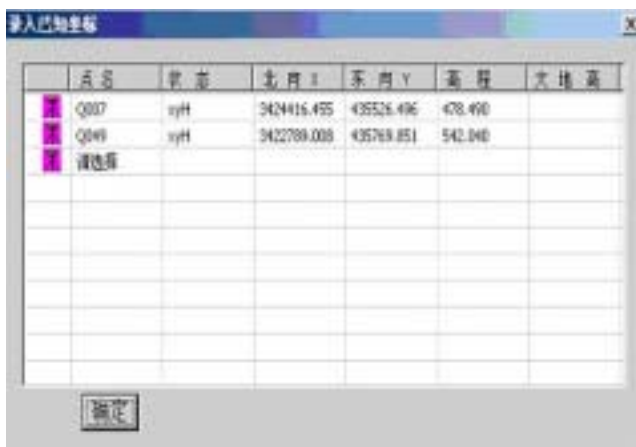 录入已知坐标 X
点名 状态 北向X 东向Y 高程 大地高
Q007 xyH 3424416.455 435526.496 478.490
Q049 xyH 3422789.008 435769.851 542.040
请选择
确定